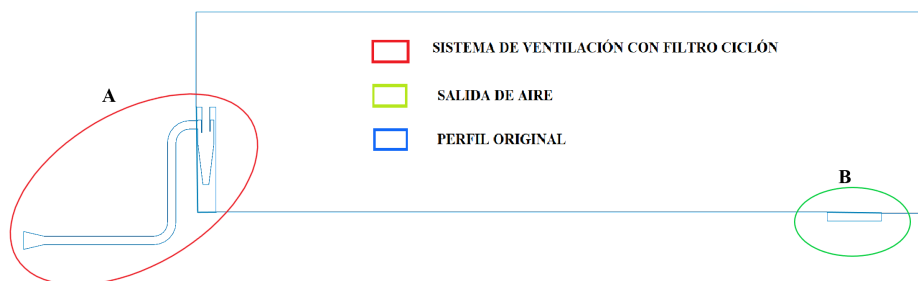 SISTEMA DE VENTILACIÓN CON FILTRO CICLÓN
A
SALIDA DE AIRE
PERFIL ORIGINAL
B